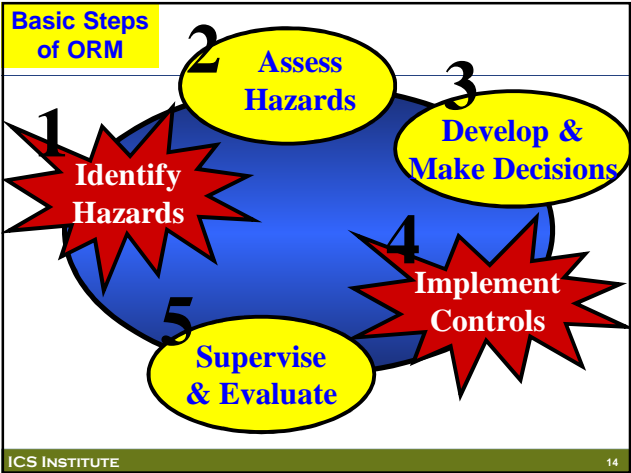 Basic Steps
of ORM
1
Identify
Hazards
2
Assess
Hazards
3
Develop &
Make Decisions
4
Implement
Controls
5
Supervise
& Evaluate
ICS INSTITUTE
14